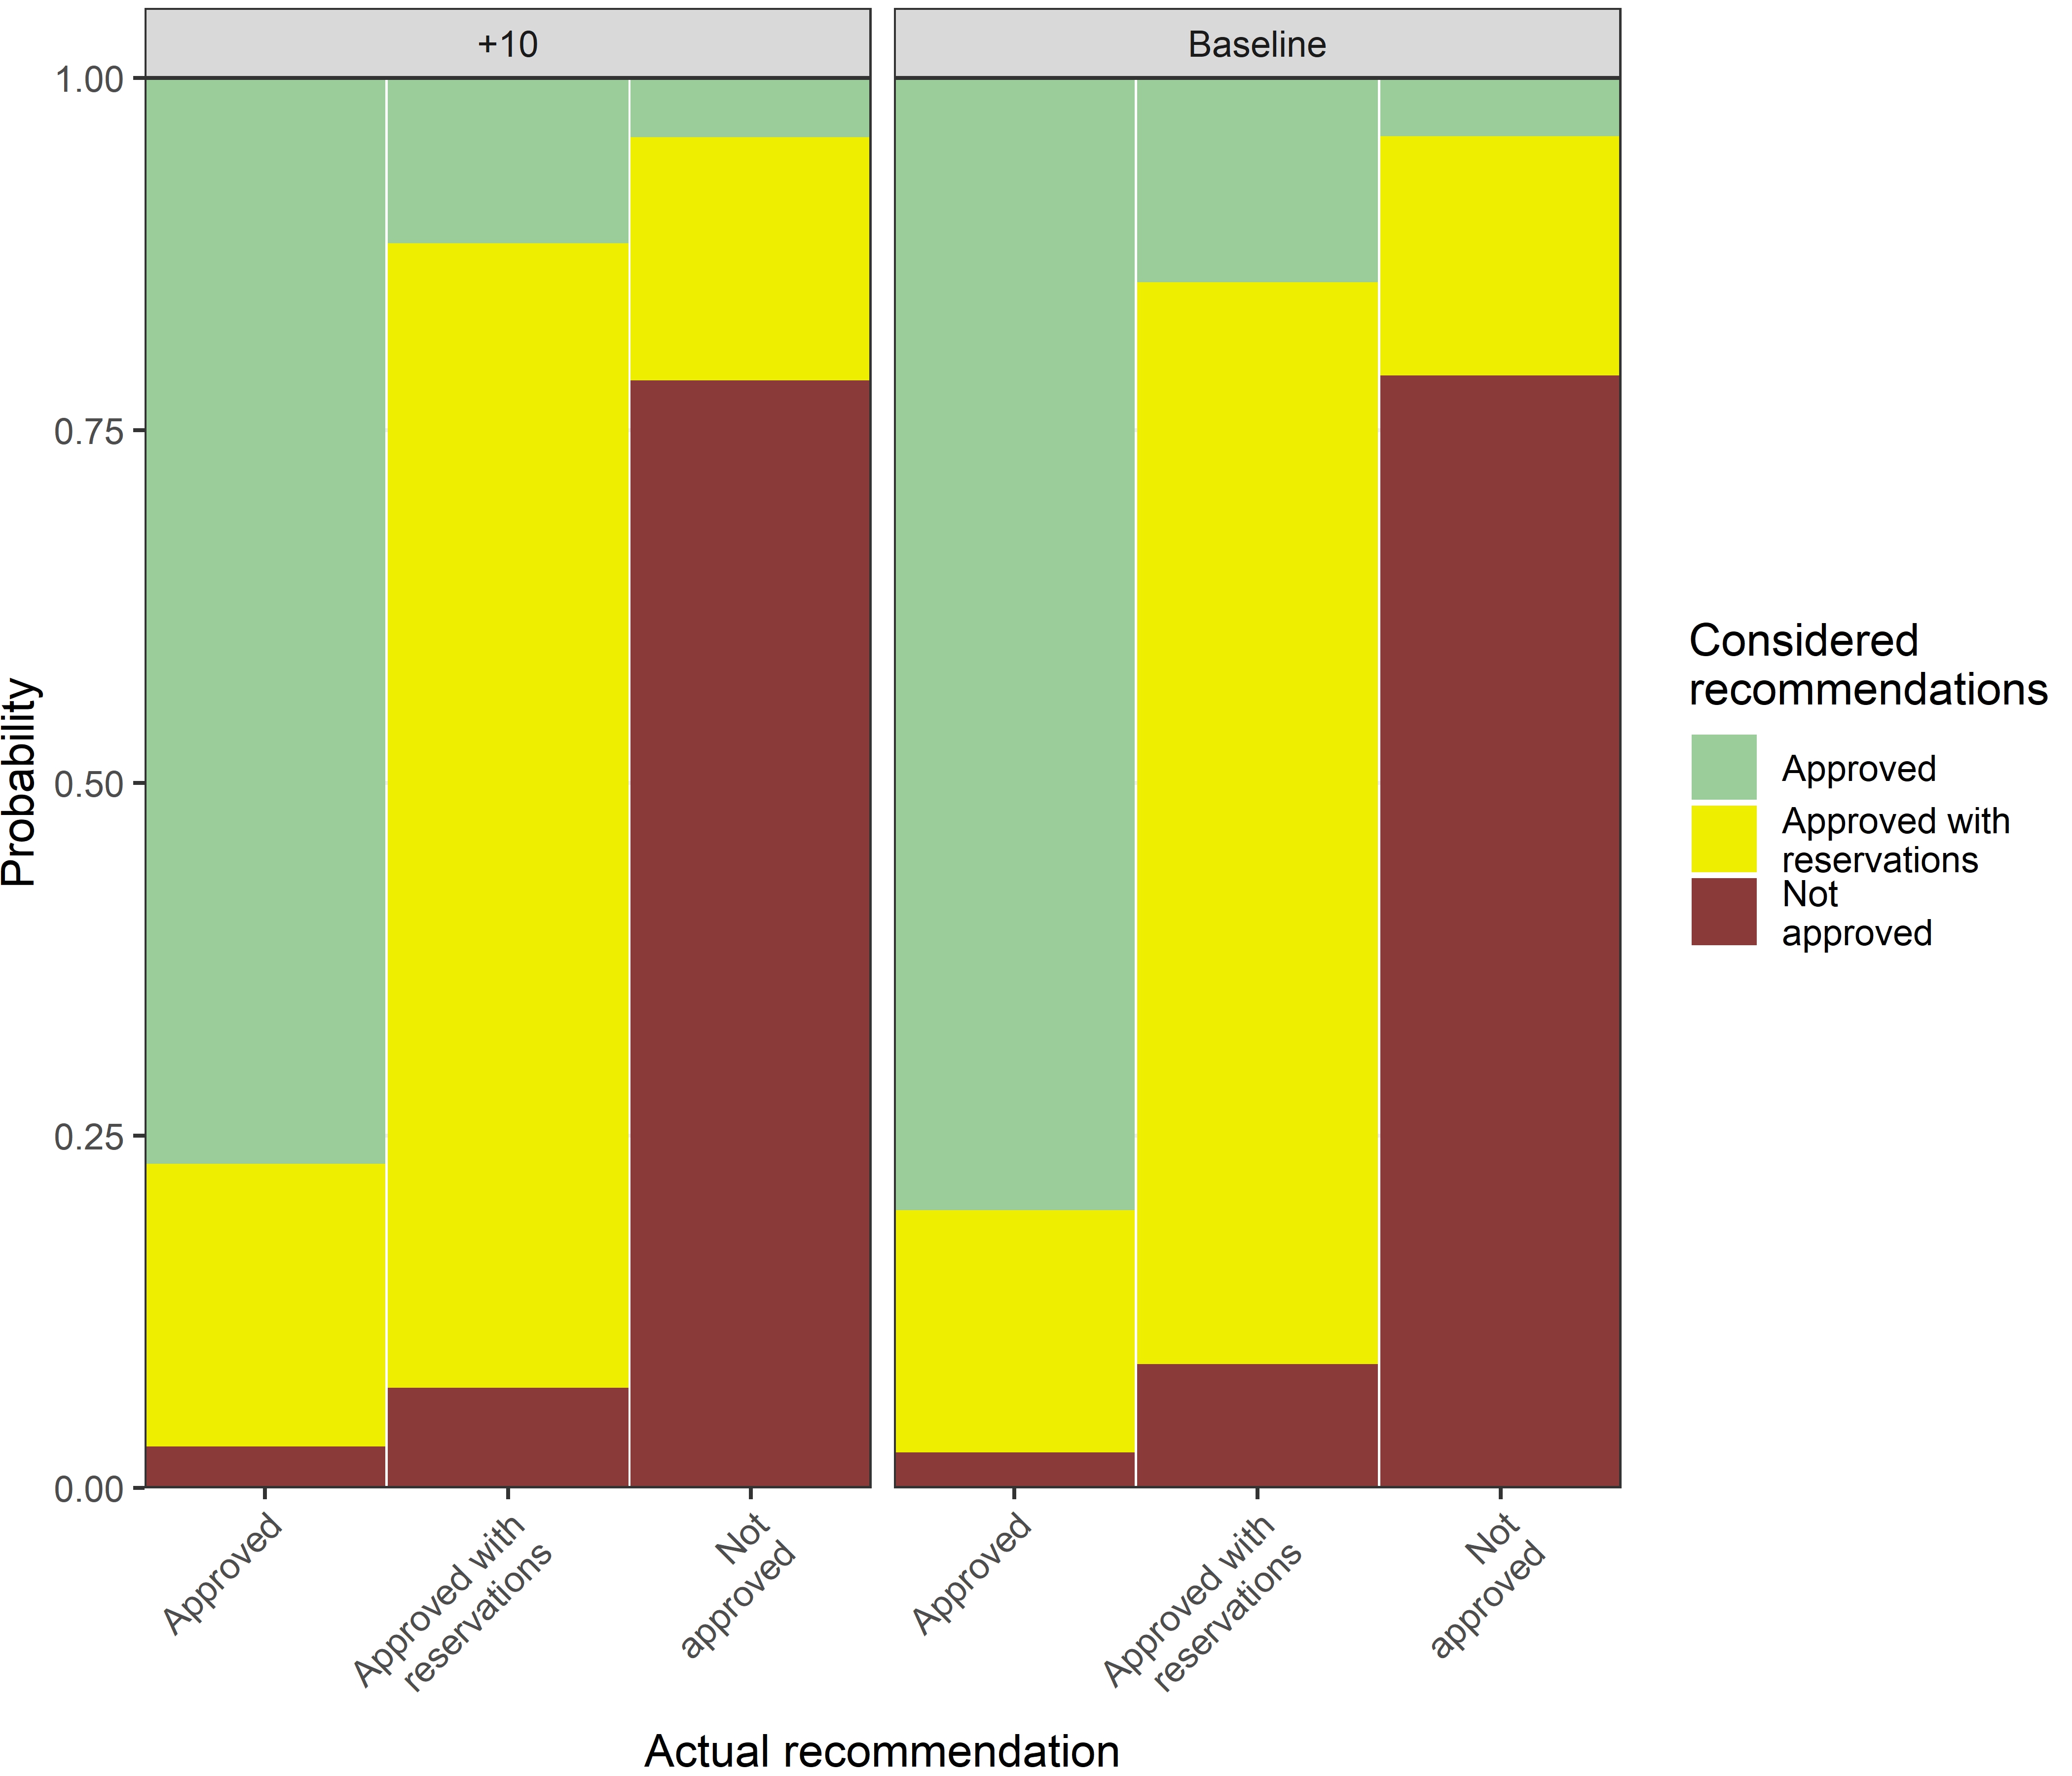 +10
Baseline
1.00
0.75
0.50
0.25
0.00
Probability
Approved
Approved with
reservations
Not
approved
Approved
Approved with
reservations
Not
approved
Actual recommendation
Considered
recommendations
Approved
Approved with
reservations
Not
approved